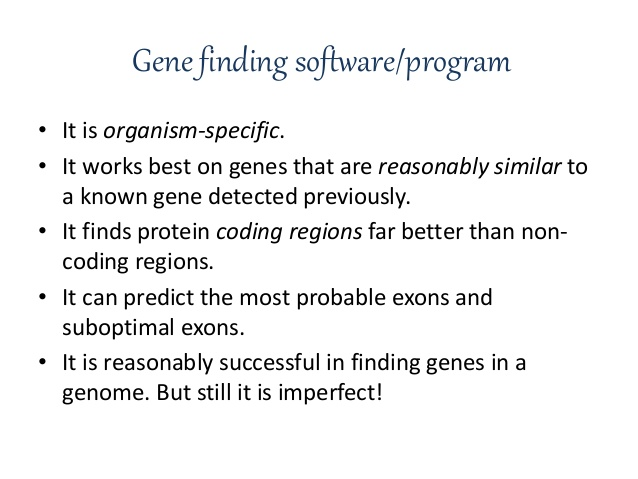 Gene finding software/program
• It is organism-specific.
• It works best on genes that are reasonably similar to
a known gene detected previously.
• It finds protein coding regions far better than non-
coding regions.
• It can predict the most probable exons and
suboptimal exons.
• It is reasonably successful in finding genes in a
genome. But still it is imperfect!